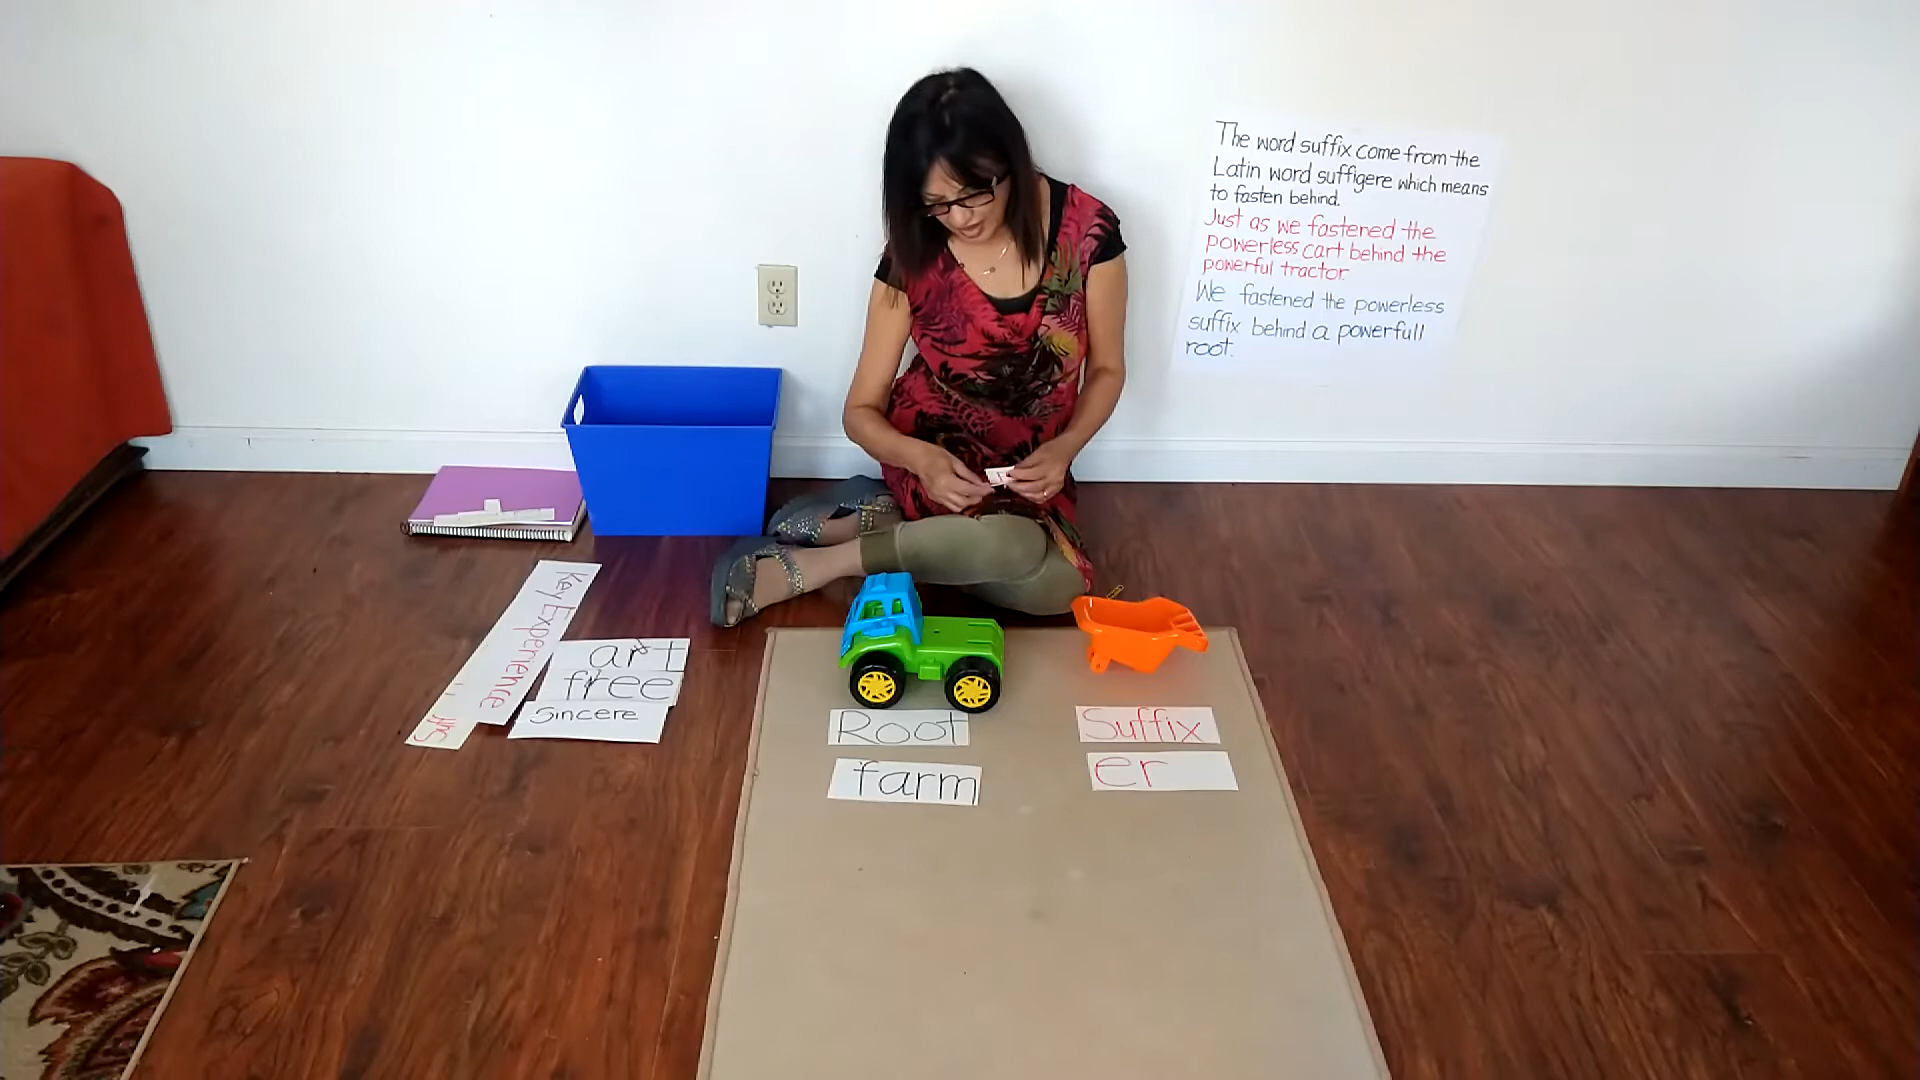 The word suffix come from the
Latin word suffigere which means
to fasten behind.
Just as we fastened the
powerless cart behind the
powerful tractor.
We fastened the powerless
suffix behind a powerfull
root.
Key Experience
art
free
Sincere
Root
Suffix
farm
er